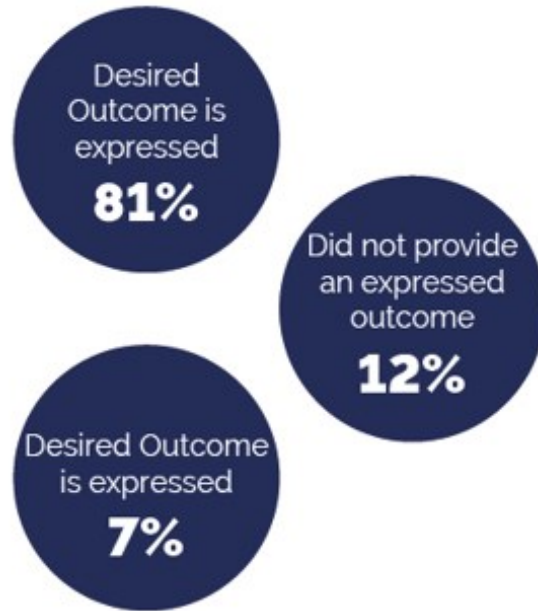 Desired
Outcome is
expressed
81%
Did not provide
an expressed
outcome
12%
Desired Outcome
is expressed
7%